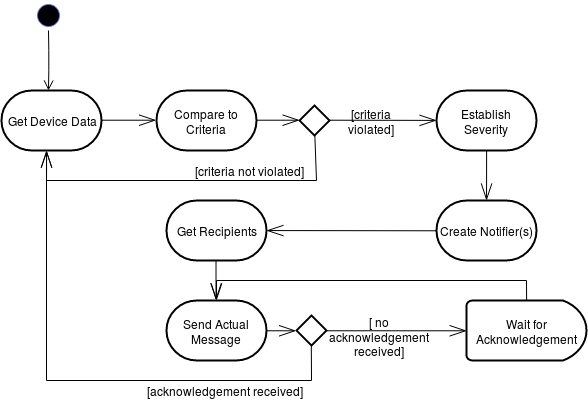 Get Device Data
Compare to
Criteria
[criteria
violated]
Establish
Severity
[criteria not violated]
Get Recipients
Create Notifier(s)
Send Actual
Message
[ no
acknowledgement
received]
Wait for
Acknowledgement
[acknowledgement received]